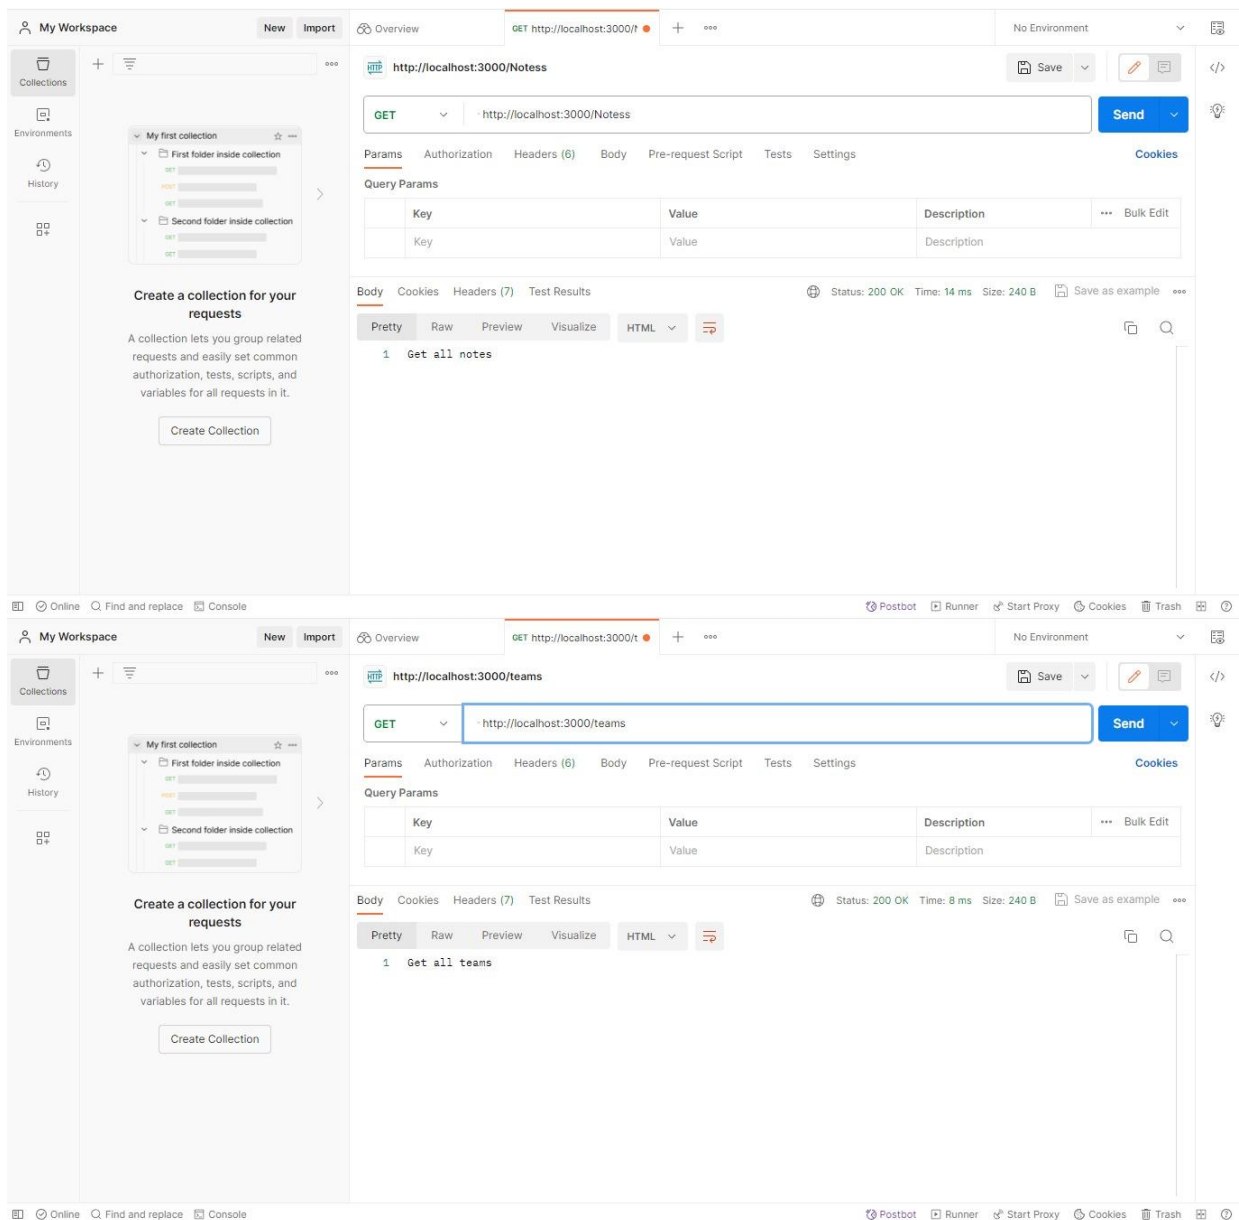 My Workspace New Import Overview GET http://localhost:3000/N No Environment
Collections
http://localhost:3000/Notess Save
GET http://localhost:3000/Notess Send
Environments
Params Authorization Headers (6) Body Pre-request Script Tests Settings Cookies
History
Query Params
Key Value Description Bulk Edit
Key Value Description
My first collection
First folder inside collection
GET
POST
GET
Second folder inside collection
GET
GET
Create a collection for your
requests
A collection lets you group related
requests and easily set common
authorization, tests, scripts, and
variables for all requests in it.
Create Collection
Body Cookies Headers (7) Test Results Status: 200 OK Time: 14 ms Size: 240 B Save as example
Pretty Raw Preview Visualize HTML
1 Get all notes
Online Find and replace Console Postbot Runner Start Proxy Cookies Trash
My Workspace New Import Overview GET http://localhost:3000/t No Environment
Collections
http://localhost:3000/teams Save
GET http://localhost:3000/teams Send
Environments
Params Authorization Headers (6) Body Pre-request Script Tests Settings Cookies
History
Query Params
Key Value Description Bulk Edit
Key Value Description
My first collection
First folder inside collection
GET
POST
GET
Second folder inside collection
GET
GET
Create a collection for your
requests
A collection lets you group related
requests and easily set common
authorization, tests, scripts, and
variables for all requests in it.
Create Collection
Body Cookies Headers (7) Test Results Status: 200 OK Time: 8 ms Size: 240 B Save as example
Pretty Raw Preview Visualize HTML
1 Get all teams
Online Find and replace Console Postbot Runner Start Proxy Cookies Trash